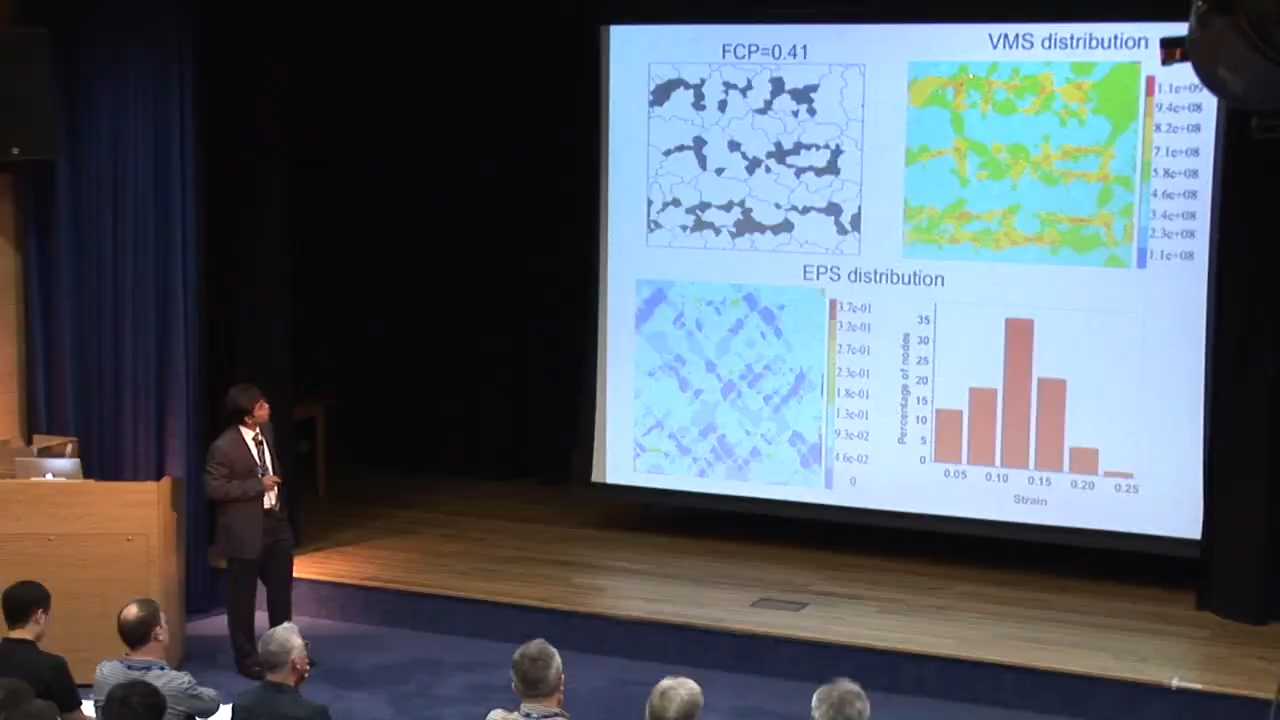 FCP=0.41
VMS distribution
1.1e+09
9.4e+08
8.2e+08
7.1e+08
5.8e+08
4.6e+08
3.4e+08
2.3e+08
1.1e+08
EPS distribution
3.7e-01
3.2e-01
2.7e-01
2.3e-01
1.8e-01
1.3e-01
9.3e-02
4.6e-02
0
Percentage of nodes
35
30
25
20
15
10
5
0
0.05 0.10 0.15 0.20 0.25
Strain